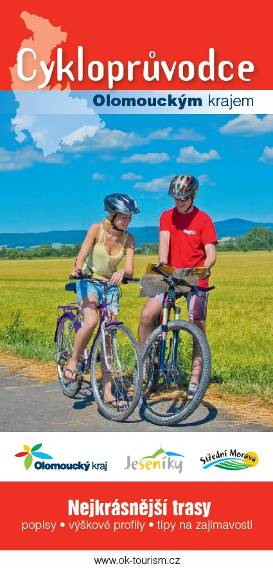 Cykloprůvodce
Olomouckým krajem
Olomoucký kraj
Jeseníky
Střední Morava
Nejkrásnější trasy
popisy • výškové profily • tipy na zajímavosti
www.ok-tourism.cz